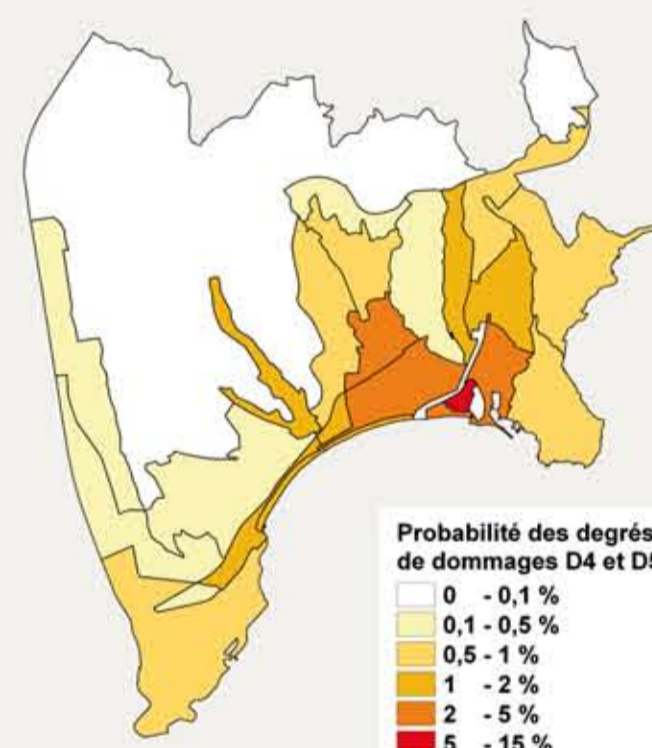 Probabilité des degrés
de dommages D4 et D5
0 - 0,1 %
0,1 - 0,5 %
0,5 - 1 %
1 - 2 %
2 - 5 %
5 - 15 %